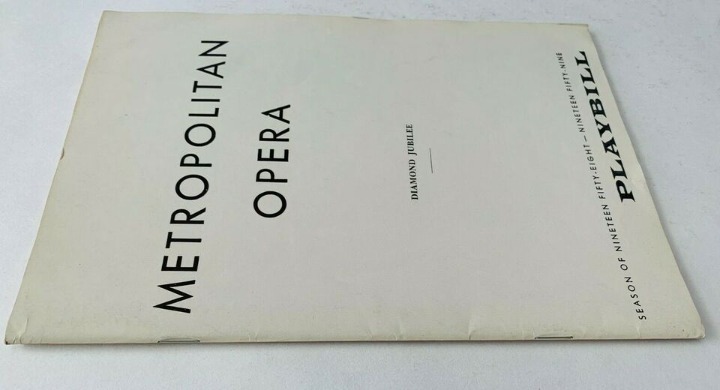 METROPOLITAN
OPERA
DIAMOND JUBILEE
SEASON OF NINETEEN FIFTY-EIGHT — NINETEEN FIFTY-NINE
PLAYBILL